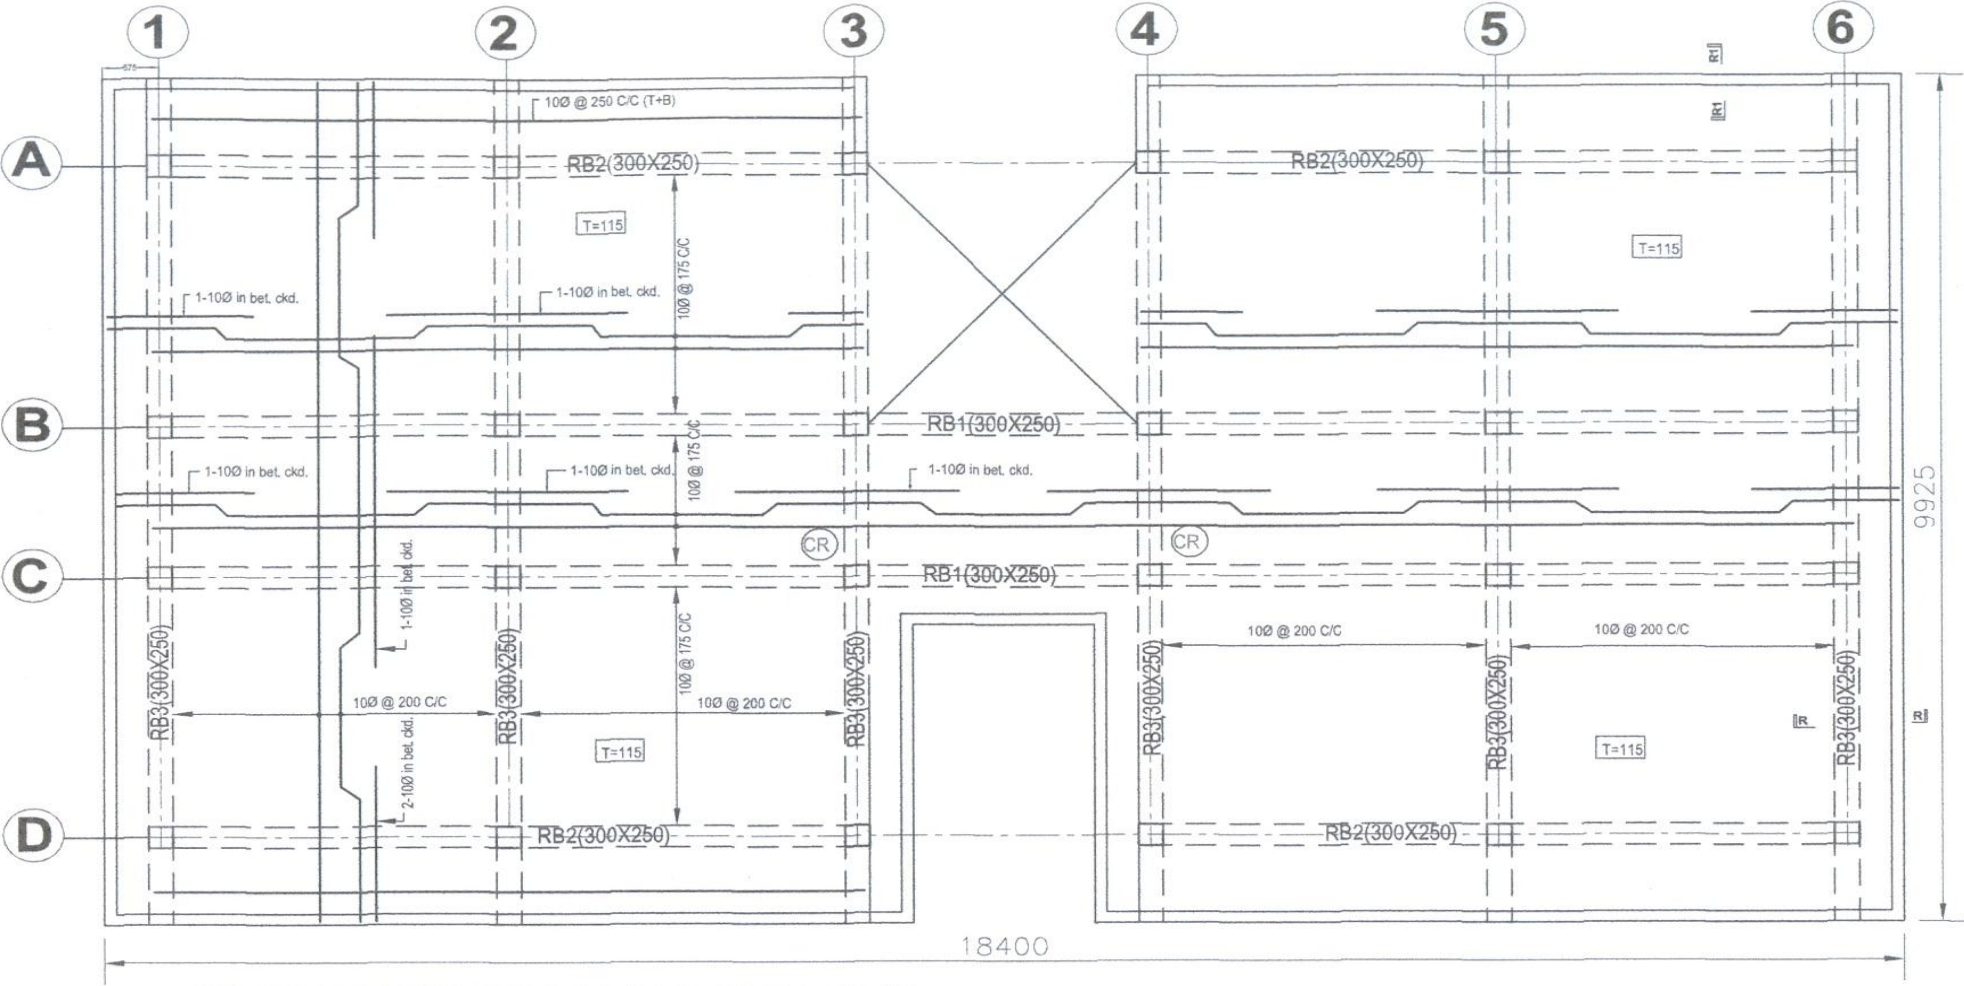 1 2 3 4 5 6
R1
575
10Ø @ 250 C/C (T+B)
R1
A
RB2(300X250)
RB2(300X250)
T=115
T=115
10Ø @ 175 C/C
1-10Ø in bet. ckd.
1-10Ø in bet. ckd.
B
RB1(300X250)
10Ø @ 175 C/C
1-10Ø in bet. ckd.
1-10Ø in bet. ckd.
1-10Ø in bet. ckd.
9925
CR
CR
C
RB1(300X250)
1-10Ø in bet. ckd.
10Ø @ 175 C/C
10Ø @ 200 C/C
10Ø @ 200 C/C
RB3(300X250)
RB3(300X250)
RB3(300X250)
RB3(300X250)
RB3(300X250)
RB3(300X250)
10Ø @ 200 C/C
10Ø @ 200 C/C
R
R
2-10Ø in bet. ckd.
T=115
T=115
D
RB2(300X250)
RB2(300X250)
18400